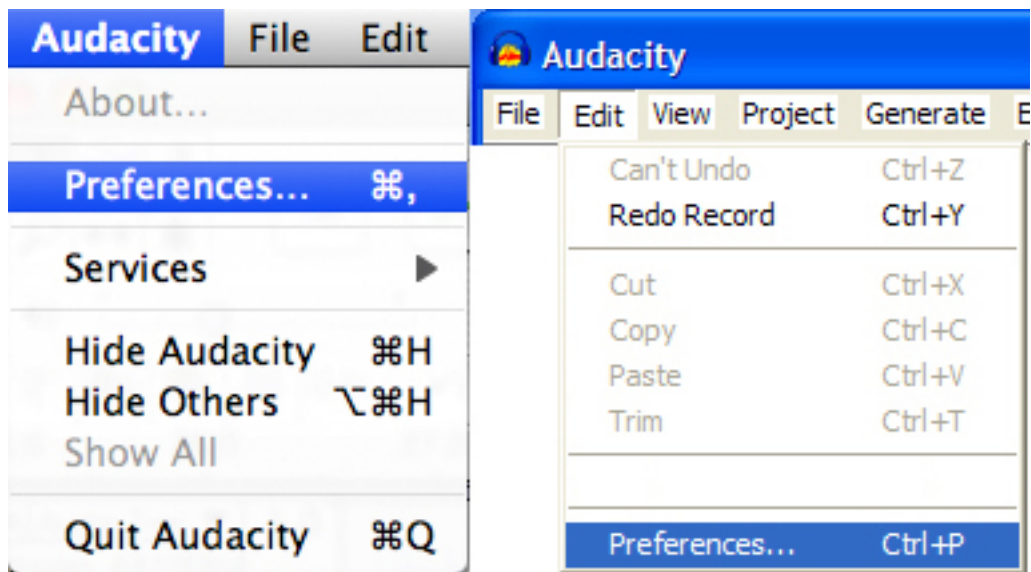 Audacity File Edit
About...
Preferences... ⌘,
Services ▶
Hide Audacity ⌘H
Hide Others ⌥⌘H
Show All
Quit Audacity ⌘Q
Audacity
File Edit View Project Generate E
Can't Undo Ctrl+Z
Redo Record Ctrl+Y
Cut Ctrl+X
Copy Ctrl+C
Paste Ctrl+V
Trim Ctrl+T
Preferences... Ctrl+P